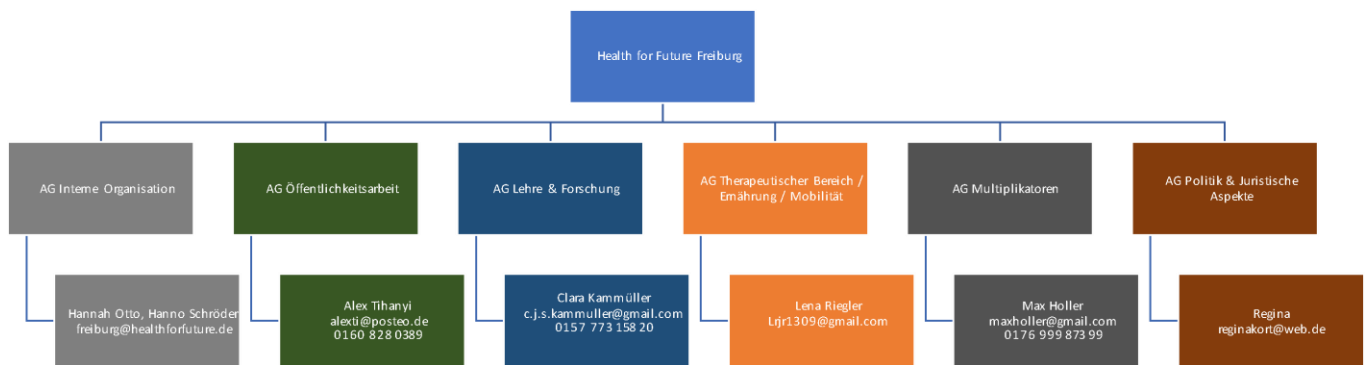 Health for Future Freiburg
AG Interne Organisation
AG Öffentlichkeitsarbeit
AG Lehre & Forschung
AG Therapeutischer Bereich /
Ernährung / Mobilität
AG Multiplikatoren
AG Politik & Juristische
Aspekte
Hannah Otto, Hanno Schröder
freiburg@healthforfuture.de
Alex Tihanyi
alexti@posteo.de
0160 828 0389
Clara Kammüller
c.j.s.kammuller@gmail.com
0157 773 158 20
Lena Riegler
Lrjr1309@gmail.com
Max Holler
maxholler@gmail.com
0176 999 873 99
Regina
reginakort@web.de